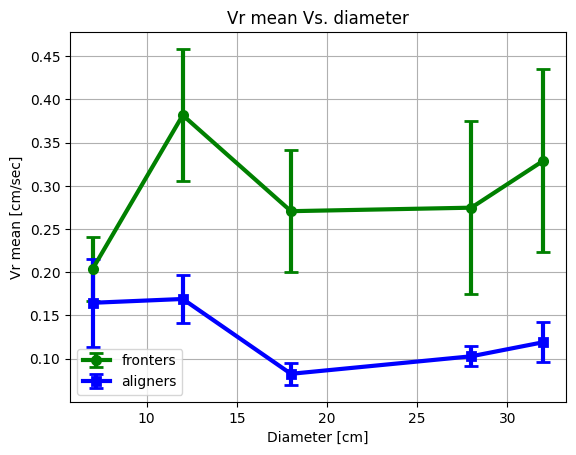 Vr mean Vs. diameter
Vr mean [cm/sec]
0.45
0.40
0.35
0.30
0.25
0.20
0.15
0.10
fronters
aligners
10
15
20
25
30
Diameter [cm]